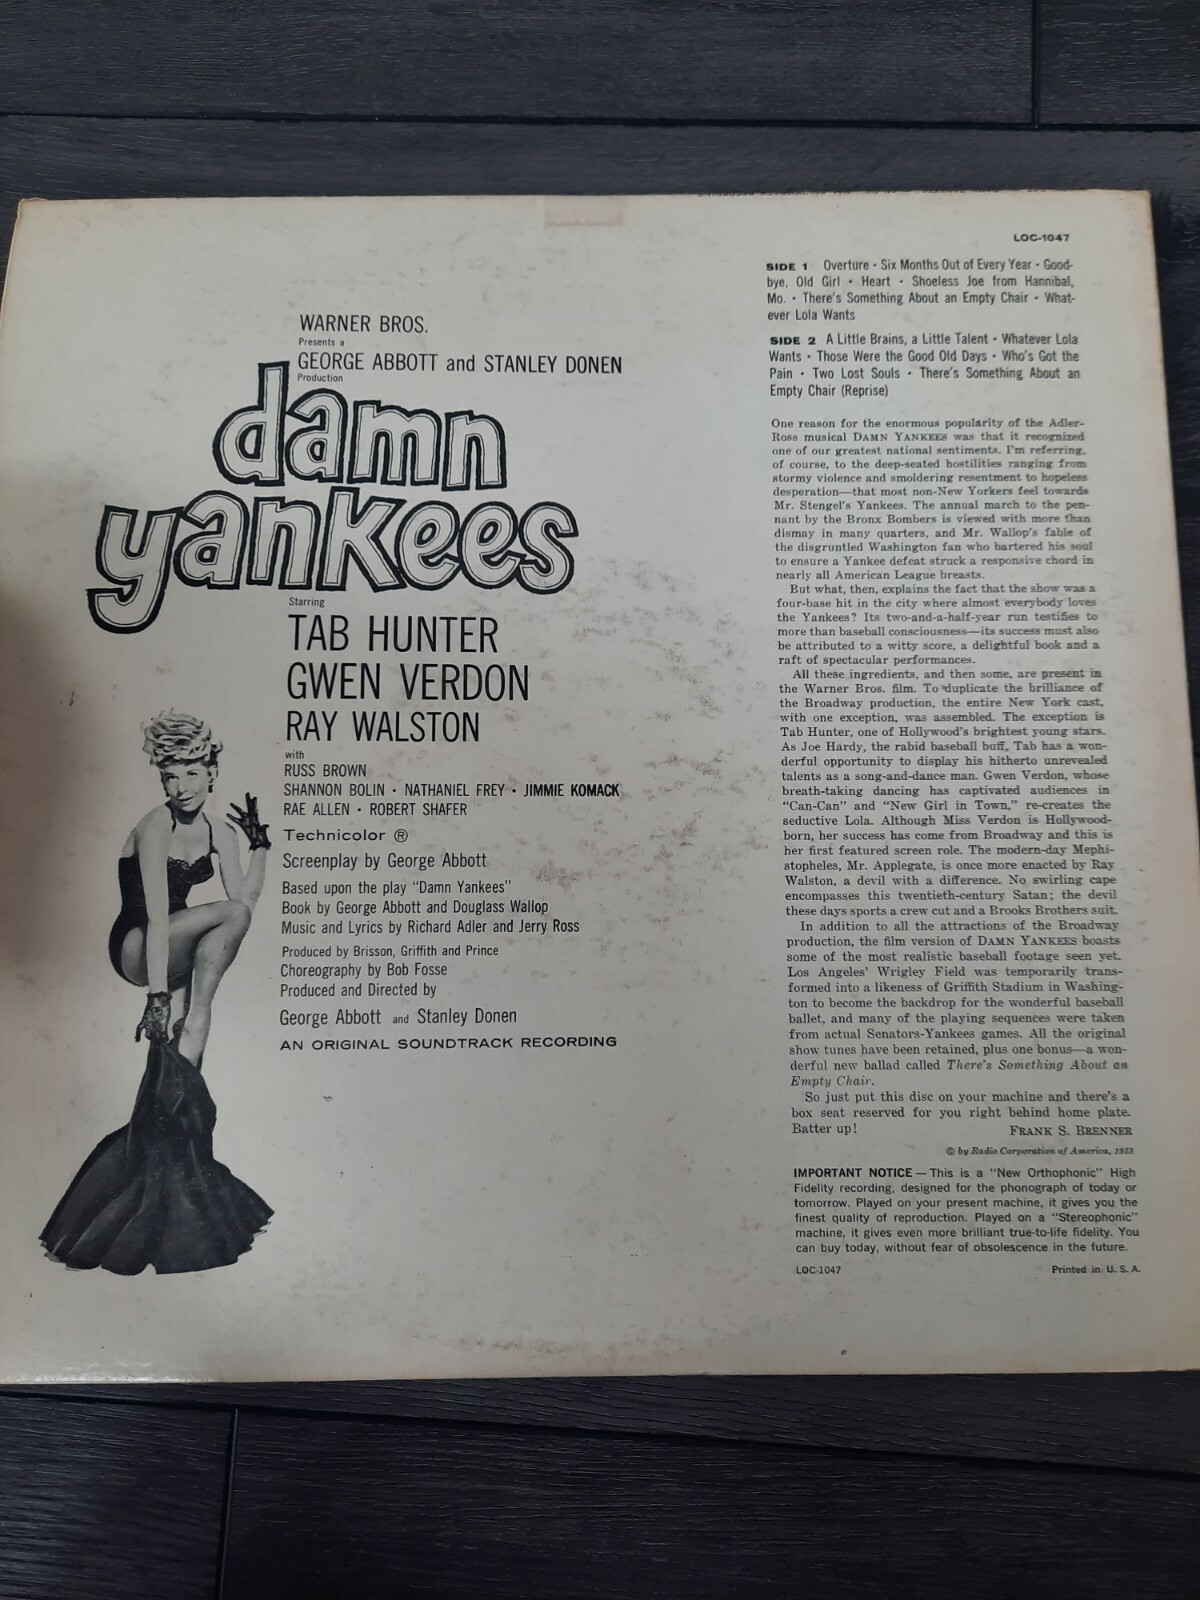 WARNER BROS.
Presents a
GEORGE ABBOTT and STANLEY DONEN
Production
damn
yankees
Starring
TAB HUNTER
GWEN VERDON
RAY WALSTON
with
RUSS BROWN
SHANNON BOLIN • NATHANIEL FREY • JIMMIE KOMACK
RAE ALLEN • ROBERT SHAFER
Technicolor ®
Screenplay by George Abbott
Based upon the play "Damn Yankees"
Book by George Abbott and Douglass Wallop
Music and Lyrics by Richard Adler and Jerry Ross
Produced by Brisson, Griffith and Prince
Choreography by Bob Fosse
Produced and Directed by
George Abbott and Stanley Donen
AN ORIGINAL SOUNDTRACK RECORDING
LOC-1047
SIDE 1 Overture • Six Months Out of Every Year • Good-
bye, Old Girl • Heart • Shoeless Joe from Hannibal,
Mo. • There's Something About an Empty Chair • What-
ever Lola Wants
SIDE 2 A Little Brains, a Little Talent • Whatever Lola
Wants • Those Were the Good Old Days • Who's Got the
Pain • Two Lost Souls • There's Something About an
Empty Chair (Reprise)
One reason for the enormous popularity of the Adler-
Ross musical DAMN YANKEES was that it recognized
one of our greatest national sentiments. I'm referring,
of course, to the deep-seated hostilities ranging from
stormy violence and smoldering resentment to hopeless
desperation—that most non-New Yorkers feel towards
Mr. Stengel's Yankees. The annual march to the pen-
nant by the Bronx Bombers is viewed with more than
dismay in many quarters, and Mr. Wallop's fable of
the disgruntled Washington fan who bartered his soul
to ensure a Yankee defeat struck a responsive chord in
nearly all American League breasts.
But what, then, explains the fact that the show was a
four-base hit in the city where almost everybody loves
the Yankees? Its two-and-a-half-year run testifies to
more than baseball consciousness—its success must also
be attributed to a witty score, a delightful book and a
raft of spectacular performances.
All these ingredients, and then some, are present in
the Warner Bros. film. To duplicate the brilliance of
the Broadway production, the entire New York cast,
with one exception, was assembled. The exception is
Tab Hunter, one of Hollywood's brightest young stars.
As Joe Hardy, the rabid baseball buff, Tab has a won-
derful opportunity to display his hitherto unrevealed
talents as a song-and-dance man. Gwen Verdon, whose
breath-taking dancing has captivated audiences in
"Can-Can" and "New Girl in Town," re-creates the
seductive Lola. Although Miss Verdon is Hollywood-
born, her success has come from Broadway and this is
her first featured screen role. The modern-day Mephi-
stopheles, Mr. Applegate, is once more enacted by Ray
Walston, a devil with a difference. No swirling cape
encompasses this twentieth-century Satan; the devil
these days sports a crew cut and a Brooks Brothers suit.
In addition to all the attractions of the Broadway
production, the film version of DAMN YANKEES boasts
some of the most realistic baseball footage seen yet.
Los Angeles' Wrigley Field was temporarily trans-
formed into a likeness of Griffith Stadium in Washing-
ton to become the backdrop for the wonderful baseball
ballet, and many of the playing sequences were taken
from actual Senators-Yankees games. All the original
show tunes have been retained, plus one bonus—a won-
derful new ballad called There's Something About an
Empty Chair.
So just put this disc on your machine and there's a
box seat reserved for you right behind home plate.
Batter up! FRANK S. BRENNER
© by Radio Corporation of America, 1958
IMPORTANT NOTICE — This is a "New Orthophonic" High
Fidelity recording, designed for the phonograph of today or
tomorrow. Played on your present machine, it gives you the
finest quality of reproduction. Played on a "Stereophonic"
machine, it gives even more brilliant true-to-life fidelity. You
can buy today, without fear of obsolescence in the future.
LOC-1047 Printed in U. S. A.